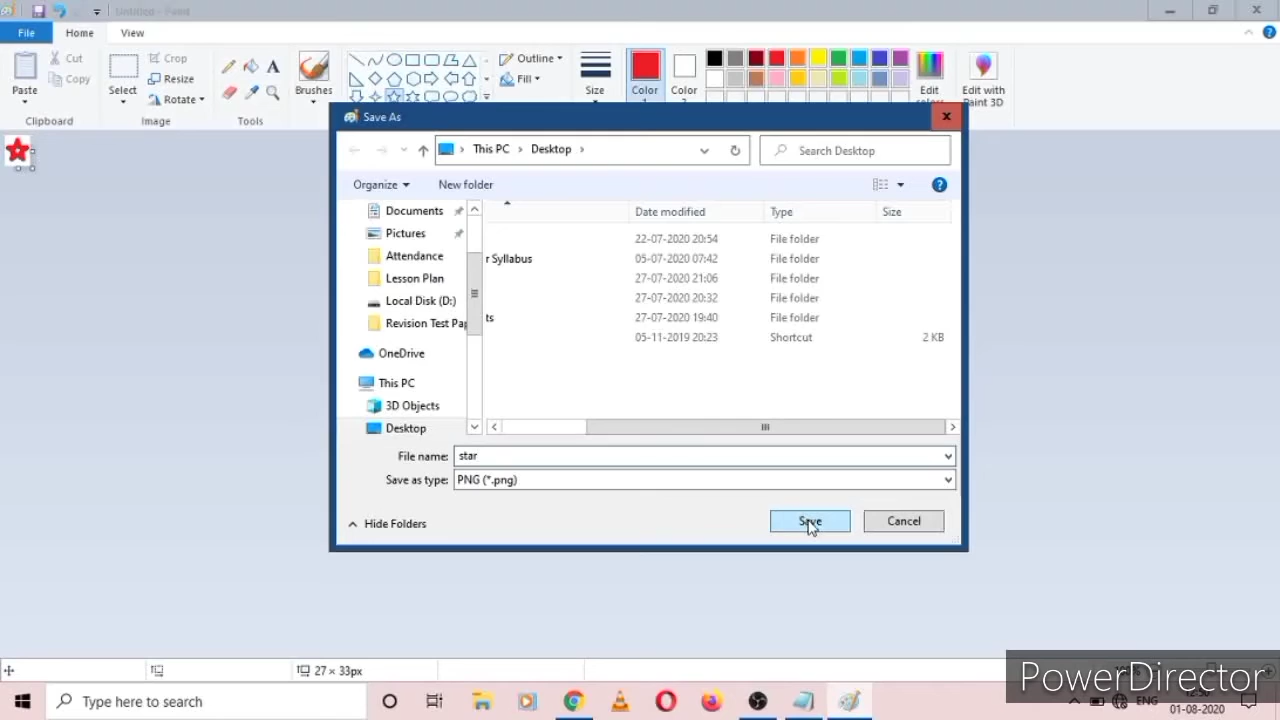 Untitled - Paint
File
Home
View
Paste
Cut
Copy
Clipboard
Select
Crop
Resize
Rotate
Image
A
Tools
Brushes
Outline
Fill
Size
Color
1
Color
Edit
Edit with
Paint 3D
Save As
This PC › Desktop ›
Search Desktop
Organize
New folder
Date modified
Type
Size
Documents
Pictures
Attendance
Lesson Plan
Local Disk (D:)
Revision Test Pap
OneDrive
This PC
3D Objects
Desktop
22-07-2020 20:54 File folder
r Syllabus 05-07-2020 07:42 File folder
27-07-2020 21:06 File folder
27-07-2020 20:32 File folder
ts 27-07-2020 19:40 File folder
05-11-2019 20:23 Shortcut 2 KB
File name: star
Save as type: PNG (*.png)
Hide Folders
Save
Cancel
27 × 33px
PowerDirector
Type here to search
ENG
01-08-2020